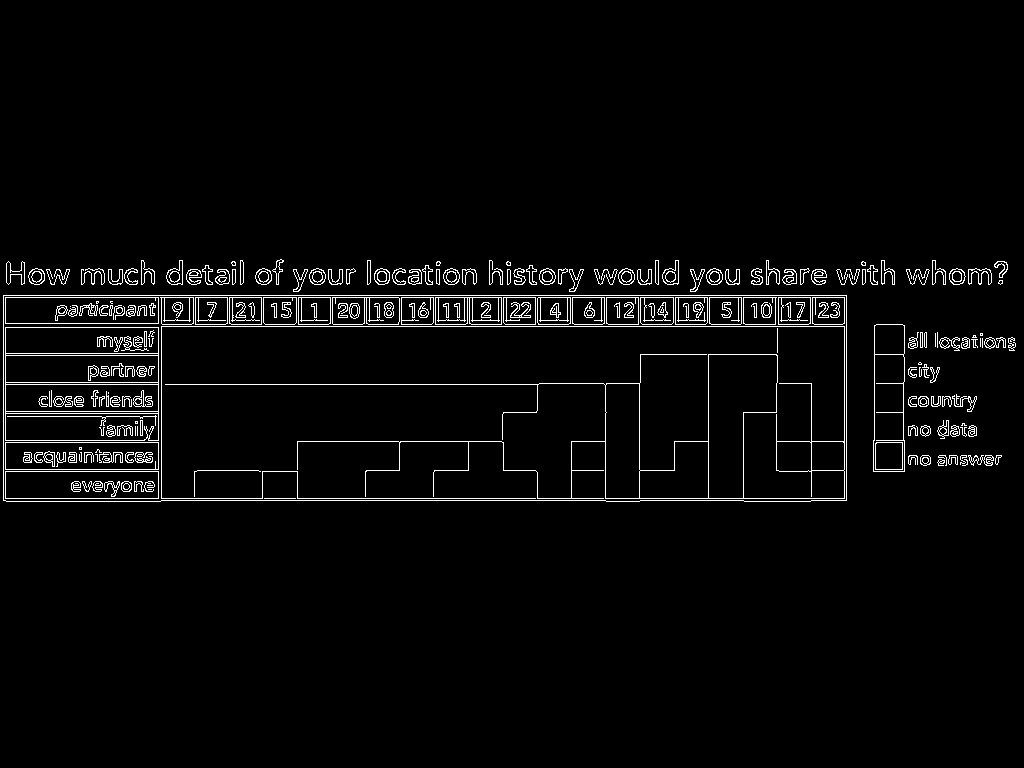 How much detail of your location history would you share with whom?
participant 9 7 21 15 1 20 18 16 11 2 22 4 6 12 14 19 5 10 17 23
myself
partner
close friends
family
acquaintances
everyone
all locations
city
country
no data
no answer